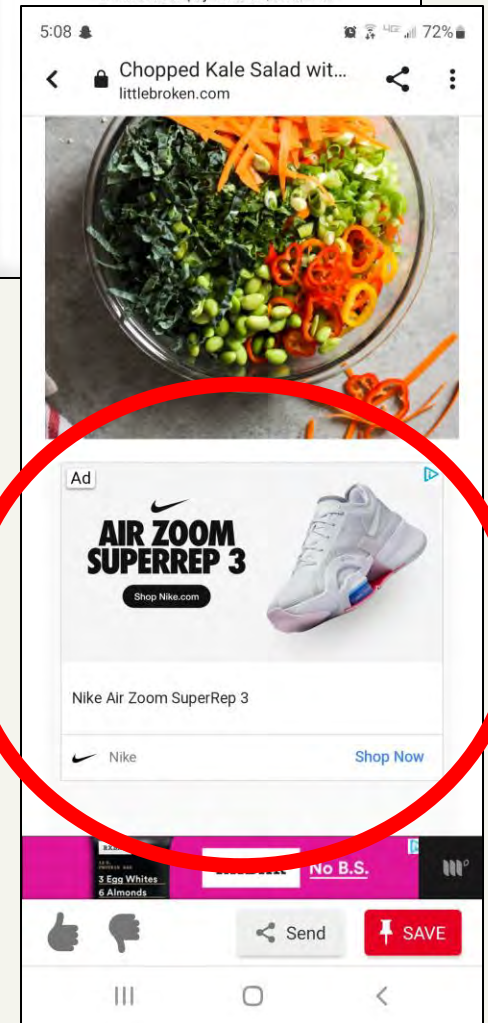 5:08 72%
Chopped Kale Salad wit...
littlebroken.com
Ad
AIR ZOOM
SUPERREP 3
Shop Nike.com
Nike Air Zoom SuperRep 3
Nike Shop Now
3 Egg Whites
6 Almonds
No B.S.
Send SAVE